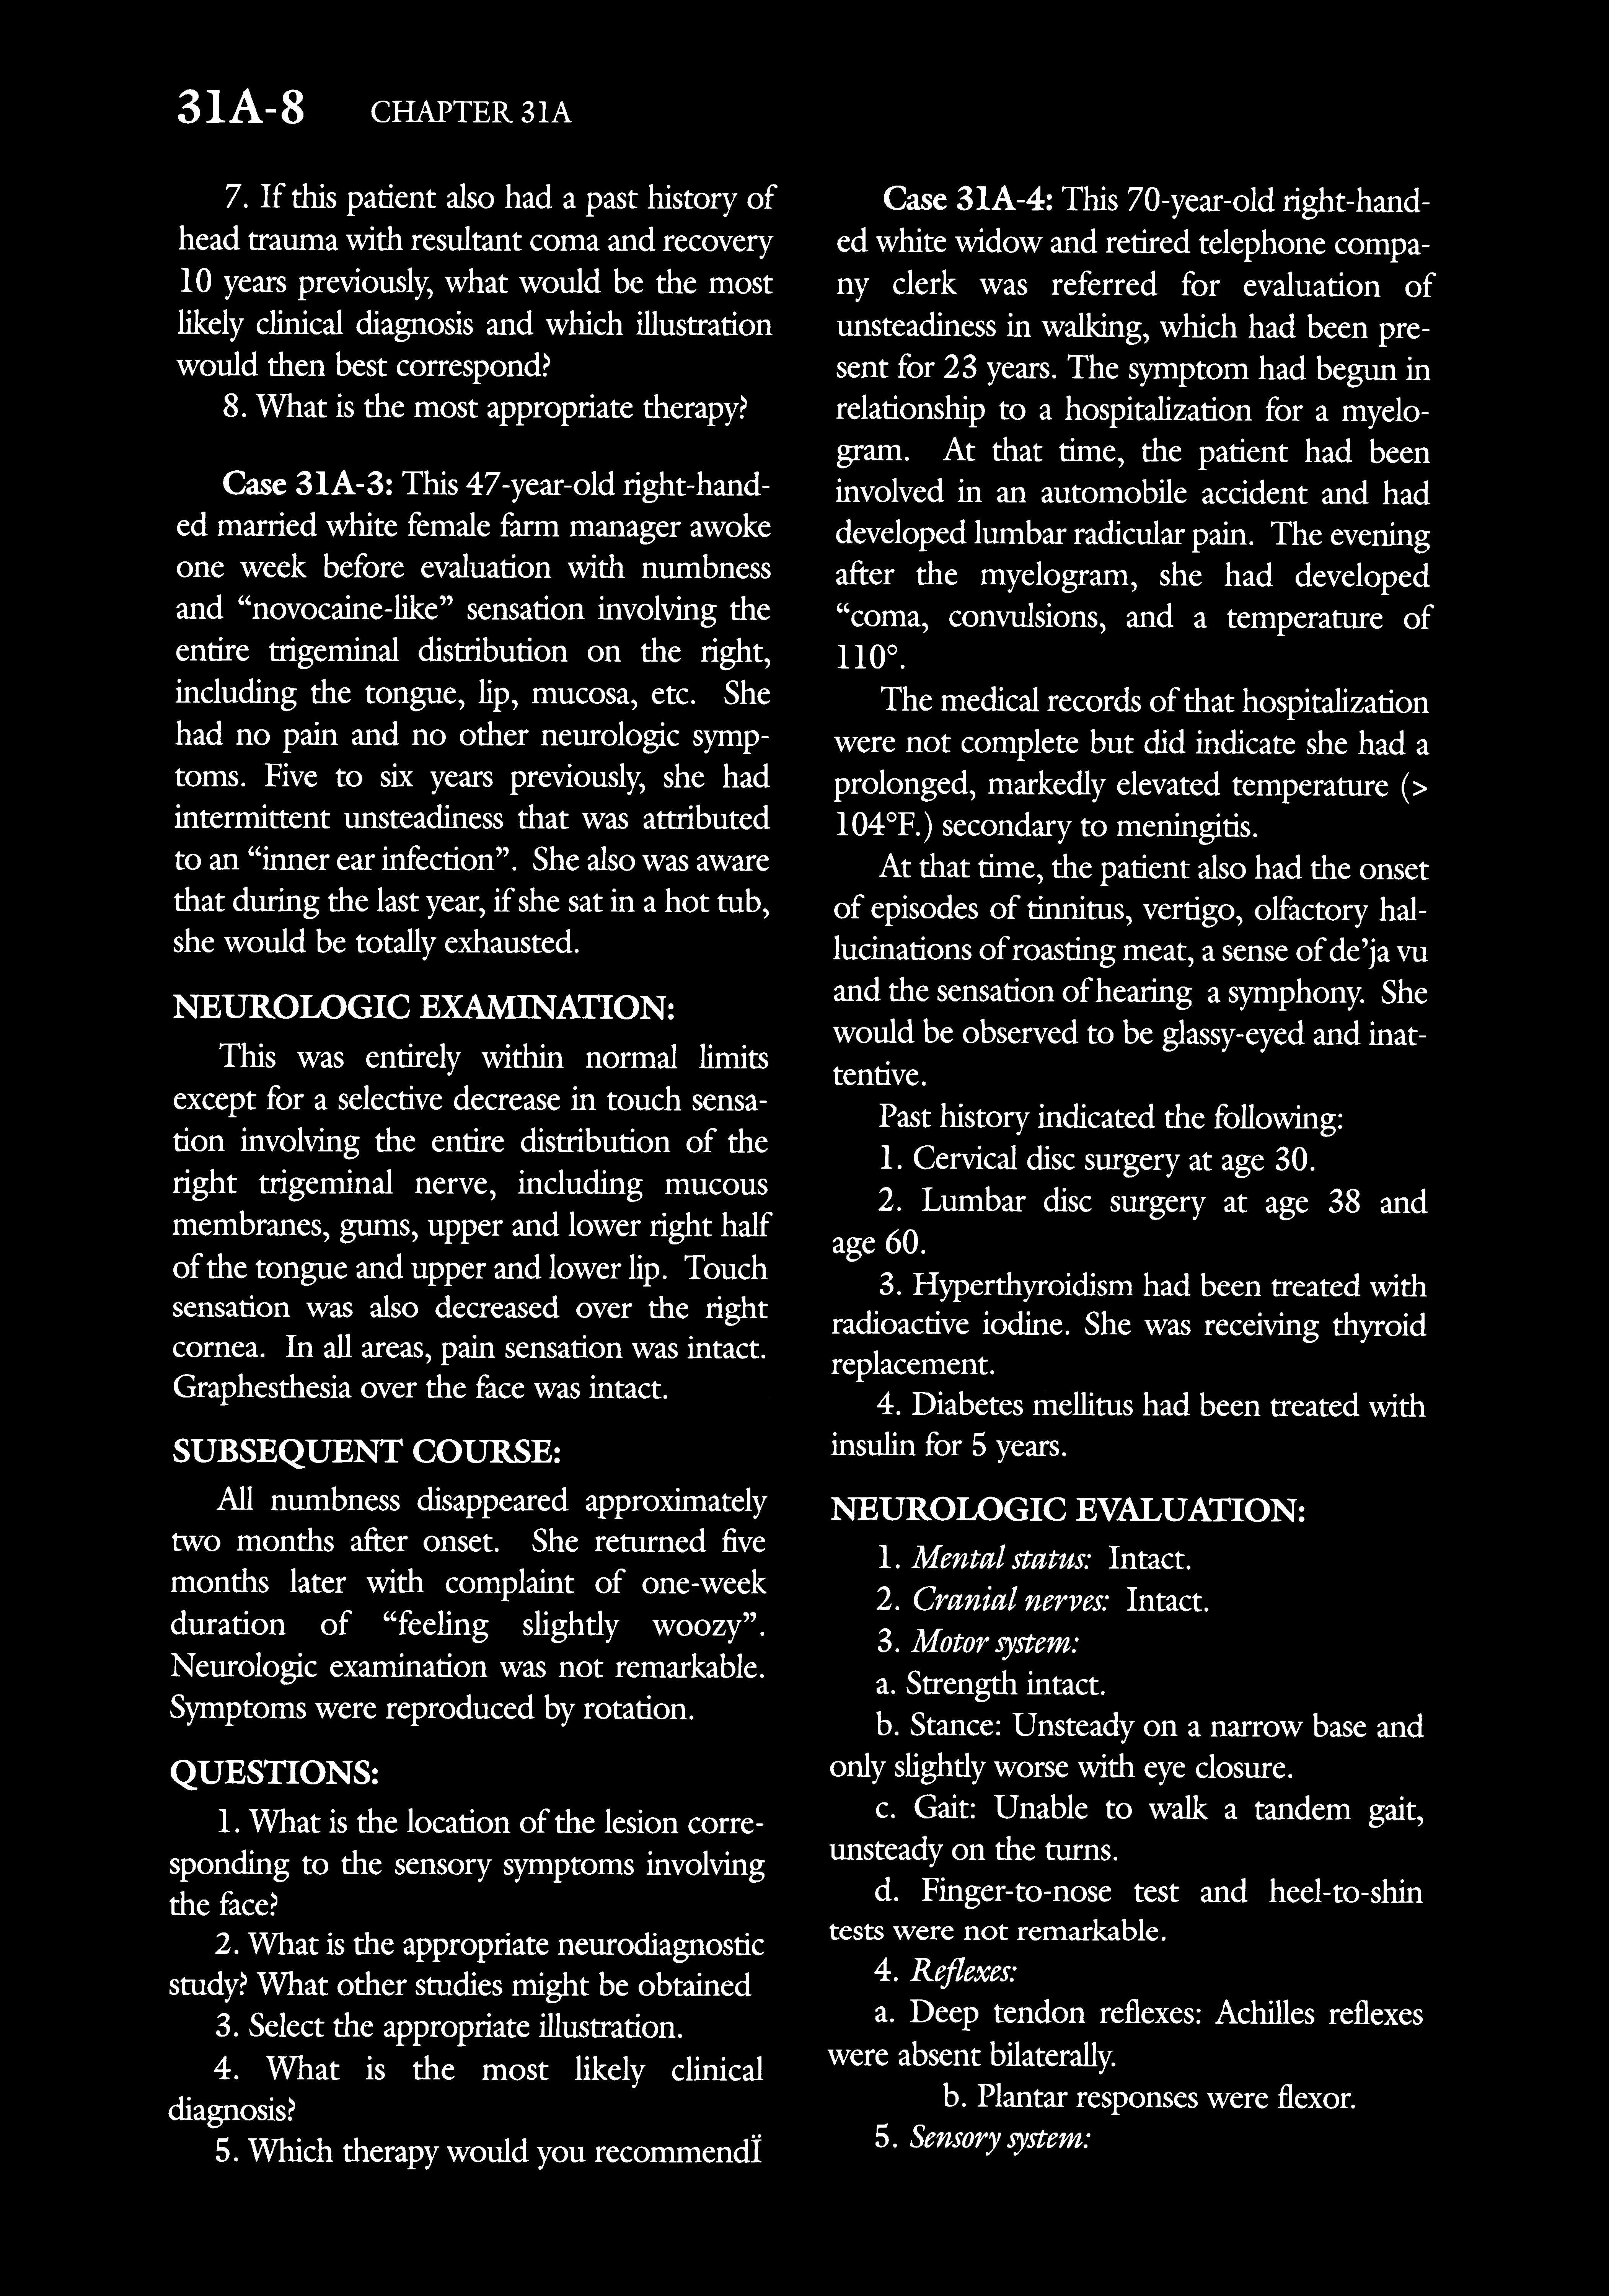 31A-8 CHAPTER 31A
7. If this patient also had a past history of
head trauma with resultant coma and recovery
10 years previously, what would be the most
likely clinical diagnosis and which illustration
would then best correspond?
8. What is the most appropriate therapy?
Case 31A-3: This 47-year-old right-hand-
ed married white female farm manager awoke
one week before evaluation with numbness
and “novocaine-like” sensation involving the
entire trigeminal distribution on the right,
including the tongue, lip, mucosa, etc. She
had no pain and no other neurologic symp-
toms. Five to six years previously, she had
intermittent unsteadiness that was attributed
to an “inner ear infection”. She also was aware
that during the last year, if she sat in a hot tub,
she would be totally exhausted.
NEUROLOGIC EXAMINATION:
This was entirely within normal limits
except for a selective decrease in touch sensa-
tion involving the entire distribution of the
right trigeminal nerve, including mucous
membranes, gums, upper and lower right half
of the tongue and upper and lower lip. Touch
sensation was also decreased over the right
cornea. In all areas, pain sensation was intact.
Graphesthesia over the face was intact.
SUBSEQUENT COURSE:
All numbness disappeared approximately
two months after onset. She returned five
months later with complaint of one-week
duration of “feeling slightly woozy”.
Neurologic examination was not remarkable.
Symptoms were reproduced by rotation.
QUESTIONS:
1. What is the location of the lesion corre-
sponding to the sensory symptoms involving
the face?
2. What is the appropriate neurodiagnostic
study? What other studies might be obtained
3. Select the appropriate illustration.
4. What is the most likely clinical
diagnosis?
5. Which therapy would you recommendÏ
Case 31A-4: This 70-year-old right-hand-
ed white widow and retired telephone compa-
ny clerk was referred for evaluation of
unsteadiness in walking, which had been pre-
sent for 23 years. The symptom had begun in
relationship to a hospitalization for a myelo-
gram. At that time, the patient had been
involved in an automobile accident and had
developed lumbar radicular pain. The evening
after the myelogram, she had developed
“coma, convulsions, and a temperature of
110°.
The medical records of that hospitalization
were not complete but did indicate she had a
prolonged, markedly elevated temperature (>
104°F.) secondary to meningitis.
At that time, the patient also had the onset
of episodes of tinnitus, vertigo, olfactory hal-
lucinations of roasting meat, a sense of de’ja vu
and the sensation of hearing a symphony. She
would be observed to be glassy-eyed and inat-
tentive.
Past history indicated the following:
1. Cervical disc surgery at age 30.
2. Lumbar disc surgery at age 38 and
age 60.
3. Hyperthyroidism had been treated with
radioactive iodine. She was receiving thyroid
replacement.
4. Diabetes mellitus had been treated with
insulin for 5 years.
NEUROLOGIC EVALUATION:
1. Mental status: Intact.
2. Cranial nerves: Intact.
3. Motor system:
a. Strength intact.
b. Stance: Unsteady on a narrow base and
only slightly worse with eye closure.
c. Gait: Unable to walk a tandem gait,
unsteady on the turns.
d. Finger-to-nose test and heel-to-shin
tests were not remarkable.
4. Reflexes:
a. Deep tendon reflexes: Achilles reflexes
were absent bilaterally.
b. Plantar responses were flexor.
5. Sensory system: